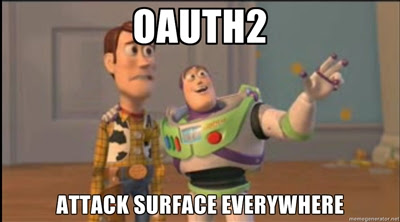 OAUTH2
ATTACK SURFACE EVERYWHERE
memegenerator.net